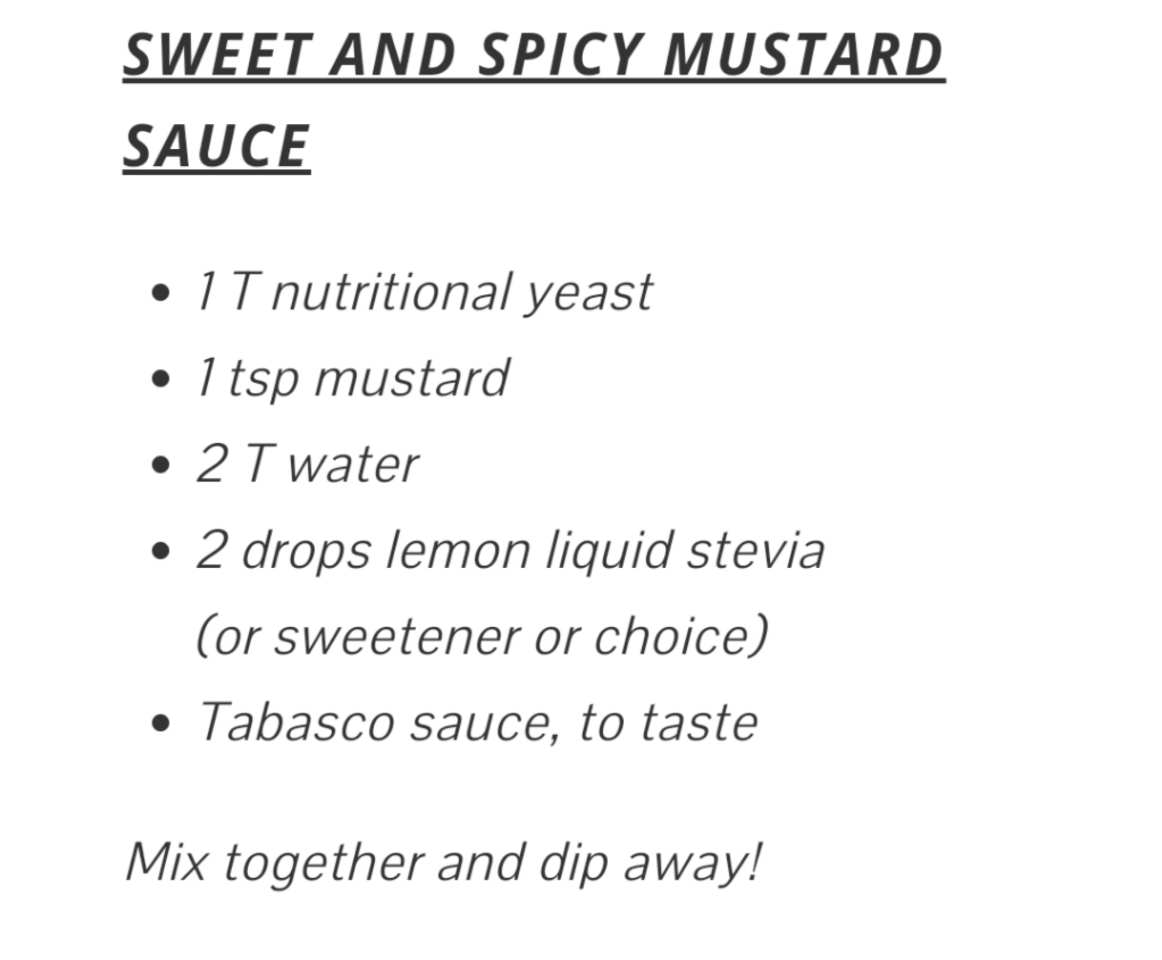 SWEET AND SPICY MUSTARD
SAUCE
• 1 T nutritional yeast
• 1 tsp mustard
• 2 T water
• 2 drops lemon liquid stevia
(or sweetener or choice)
• Tabasco sauce, to taste
Mix together and dip away!